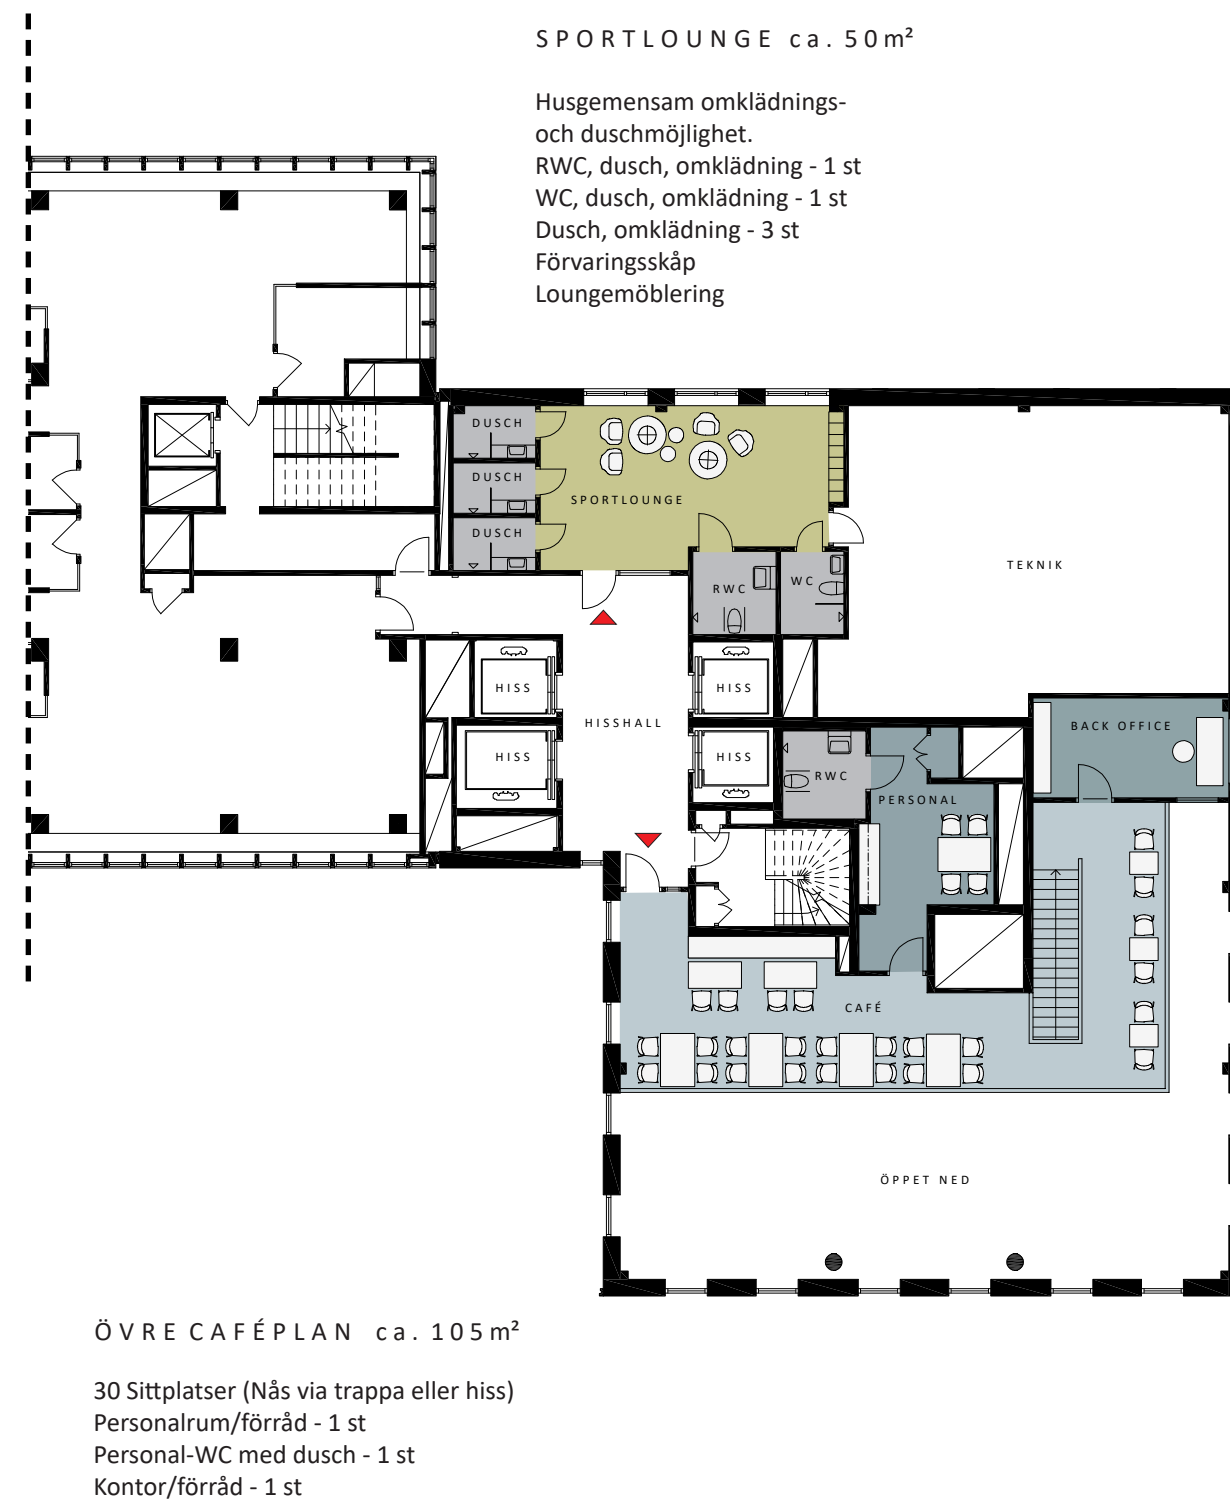 SPORTLOUNGE ca. 50m²
Husgemensam omklädnings-
och duschmöjlighet.
RWC, dusch, omklädning - 1 st
WC, dusch, omklädning - 1 st
Dusch, omklädning - 3 st
Förvaringsskåp
Loungemöblering
DUSCH
DUSCH
SPORTLOUNGE
DUSCH
TEKNIK
RWC
WC
HISS
HISS
HISSHALL
BACK OFFICE
HISS
HISS
RWC
PERSONAL
CAFÉ
ÖPPET NED
ÖVRE CAFÉPLAN ca. 105m²
30 Sittplatser (Nås via trappa eller hiss)
Personalrum/förråd - 1 st
Personal-WC med dusch - 1 st
Kontor/förråd - 1 st